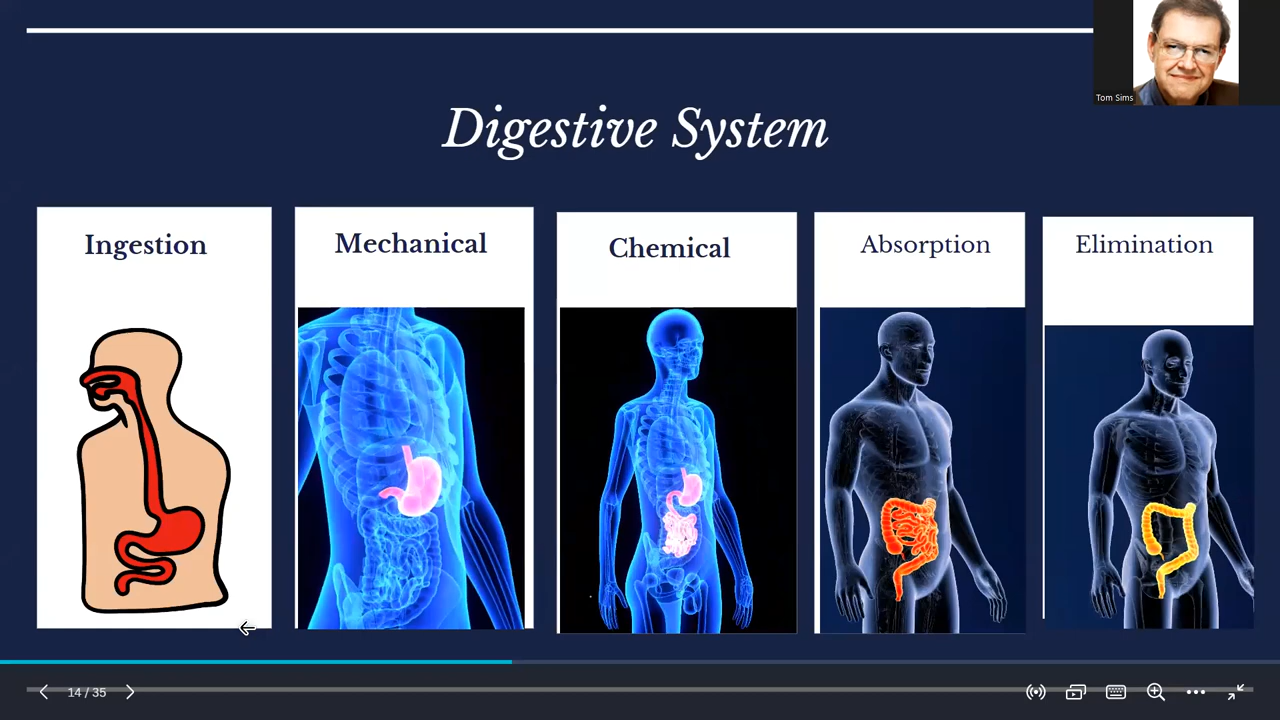 Tom Sims
Digestive System
Ingestion
Mechanical
Chemical
Absorption
Elimination
14 / 35